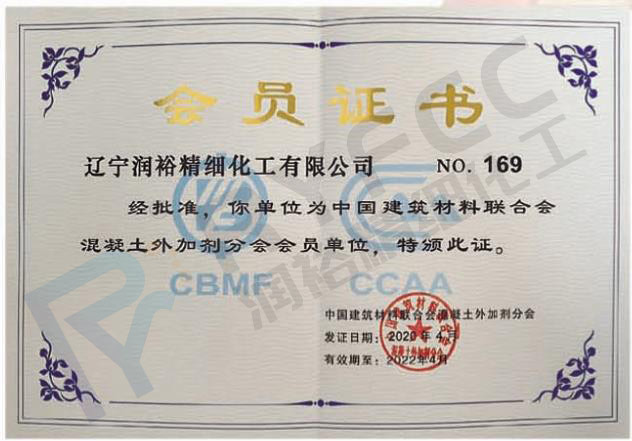 会员证书
辽宁润裕精细化工有限公司 NO. 169
经批准，你单位为中国建筑材料联合会
混凝土外加剂分会会员单位，特颁此证。
CBMF CCAA
中国建筑材料联合会混凝土外加剂分会
发证日期：2020年4月
有效期至：2022年4月